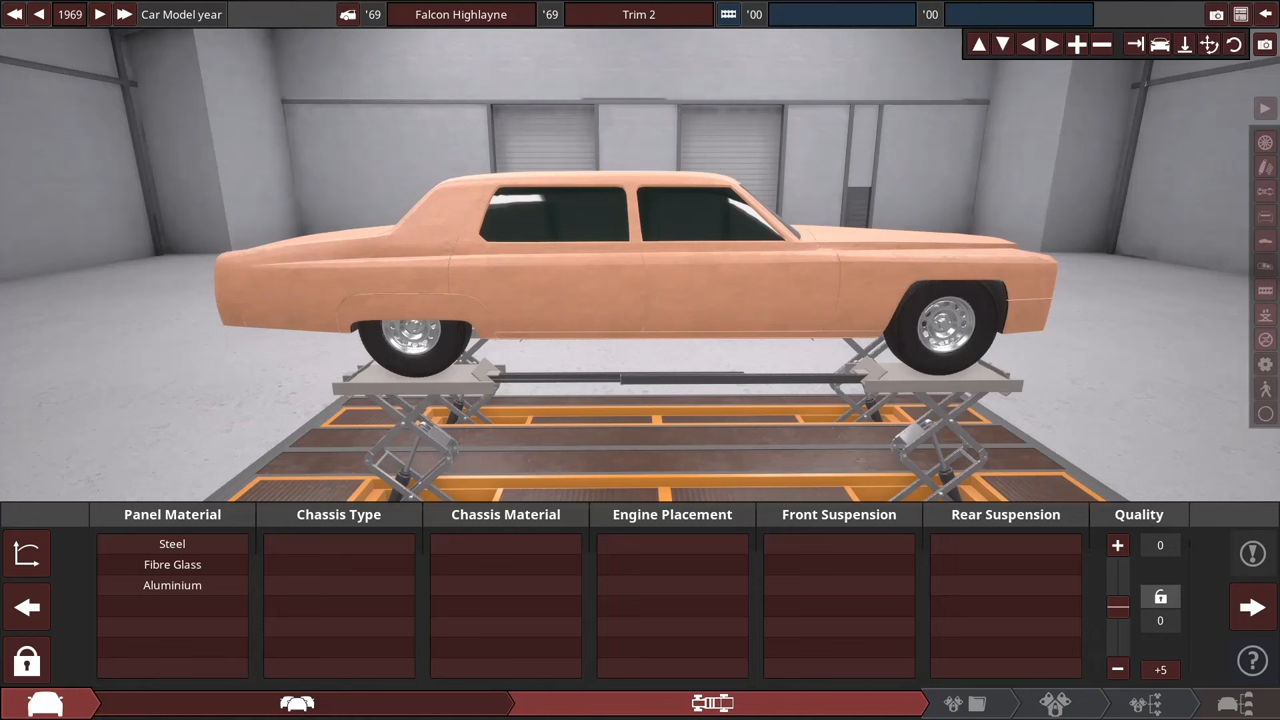 1969 Car Model year '69 Falcon Highlayne '69 Trim 2 '00 '00
Panel Material Chassis Type Chassis Material Engine Placement Front Suspension Rear Suspension Quality
Steel
Fibre Glass
Aluminium
0
0
+5